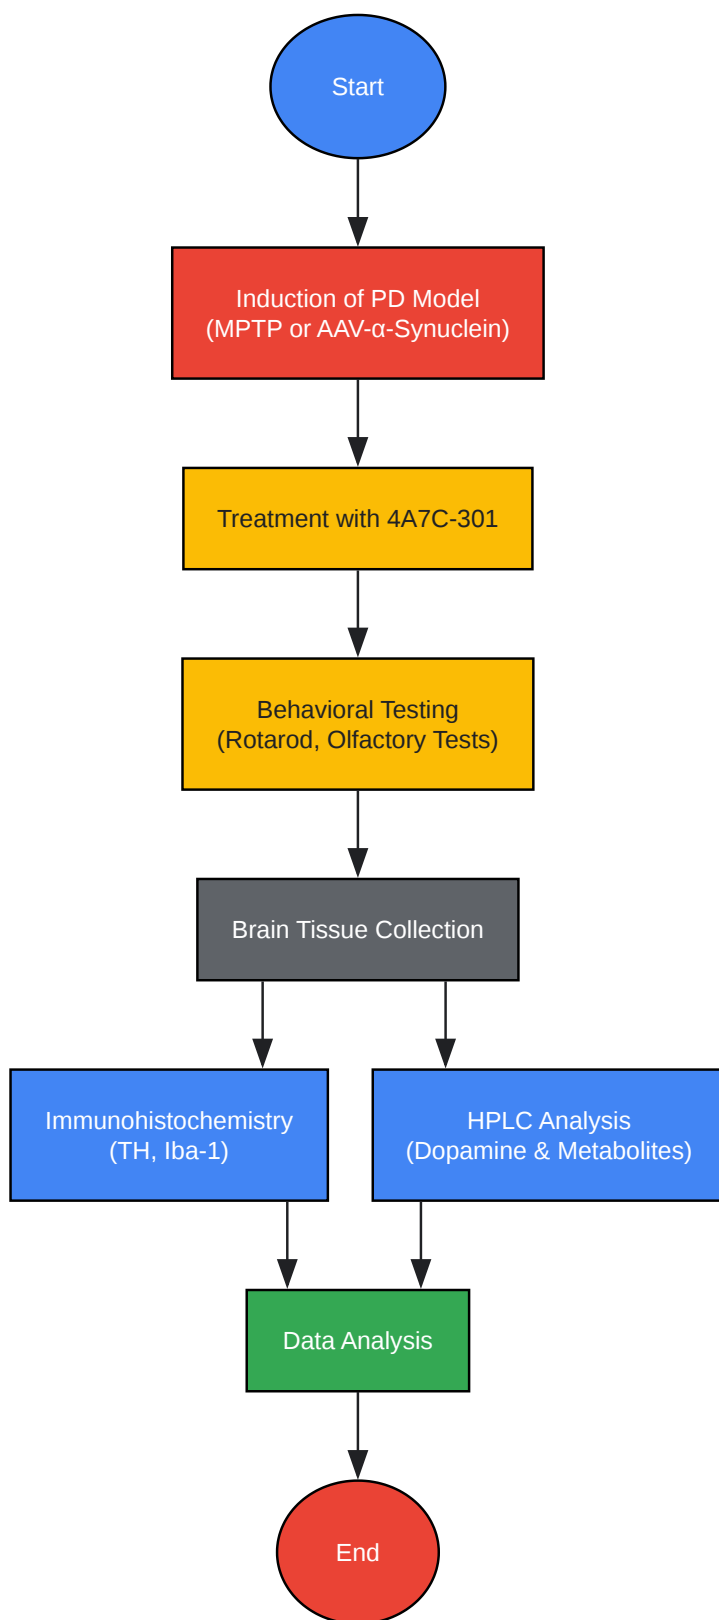 Start
Induction of PD Model
(MPTP or AAV-α-Synuclein)
Treatment with 4A7C-301
Behavioral Testing
(Rotarod, Olfactory Tests)
Brain Tissue Collection
Immunohistochemistry
(TH, Iba-1)
HPLC Analysis
(Dopamine & Metabolites)
Data Analysis
End